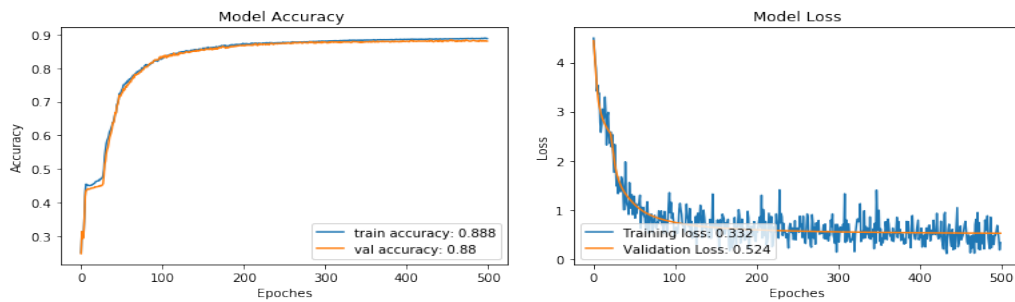 Model Accuracy
Accuracy
0.9
0.8
0.7
0.6
0.5
0.4
0.3
train accuracy: 0.888
val accuracy: 0.88
0 100 200 300 400 500
Epoches
Model Loss
Loss
4
3
2
1
0
Training loss: 0.332
Validation Loss: 0.524
0 100 200 300 400 500
Epoches